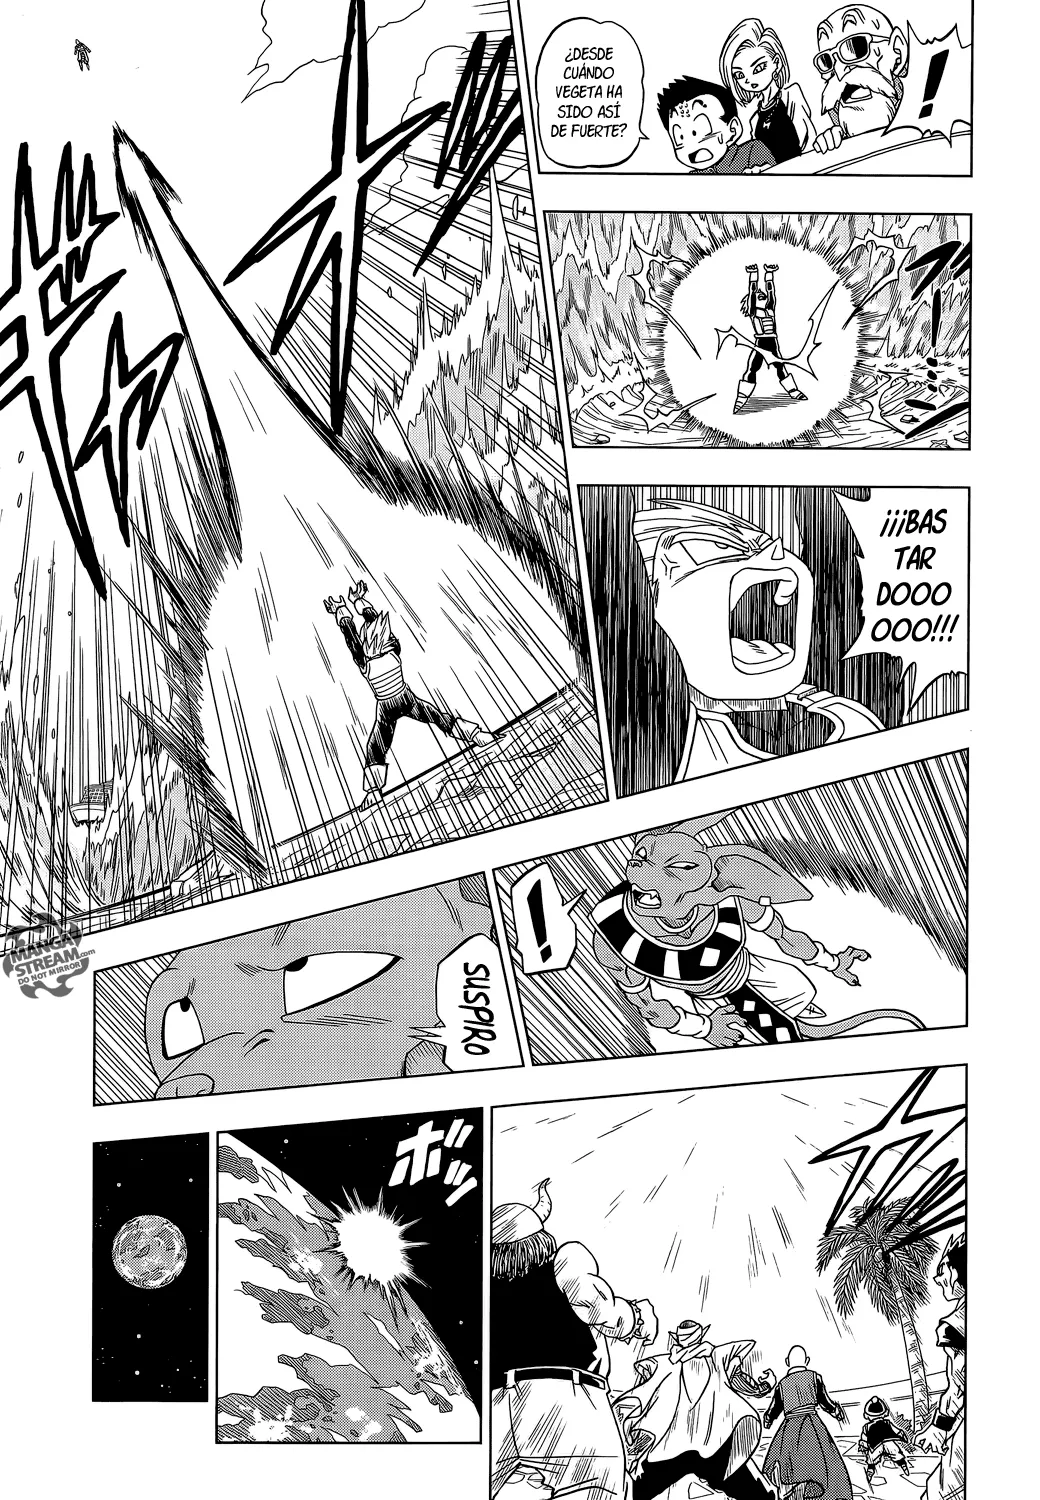 ¿DESDE
CUÁNDO
VEGETA HA
SIDO ASÍ
DE FUERTE?
!
¡¡¡BAS
TAR
DOOO
OOO!!!
!
SUSPIRO
MANGA
STREAM.com
DO NOT MIRROR
ボッ